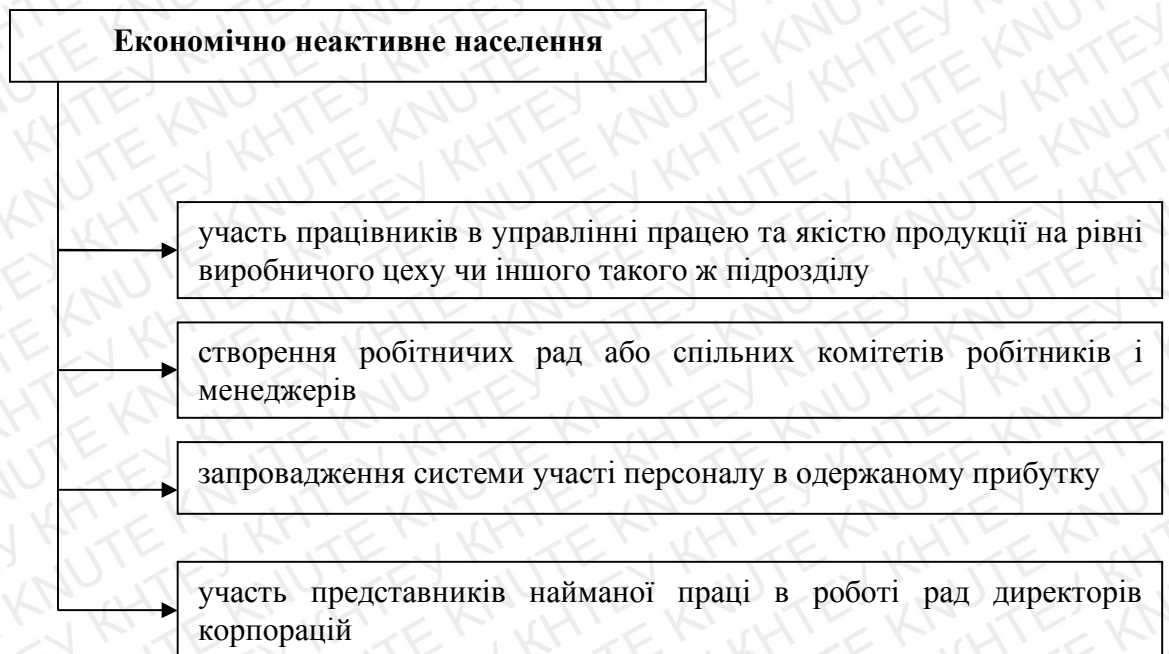 Економічно неактивне населення
участь працівників в управлінні працею та якістю продукції на рівні
виробничого цеху чи іншого такого ж підрозділу
створення робітничих рад або спільних комітетів робітників і
менеджерів
запровадження системи участі персоналу в одержаному прибутку
участь представників найманої праці в роботі рад директорів
корпорацій